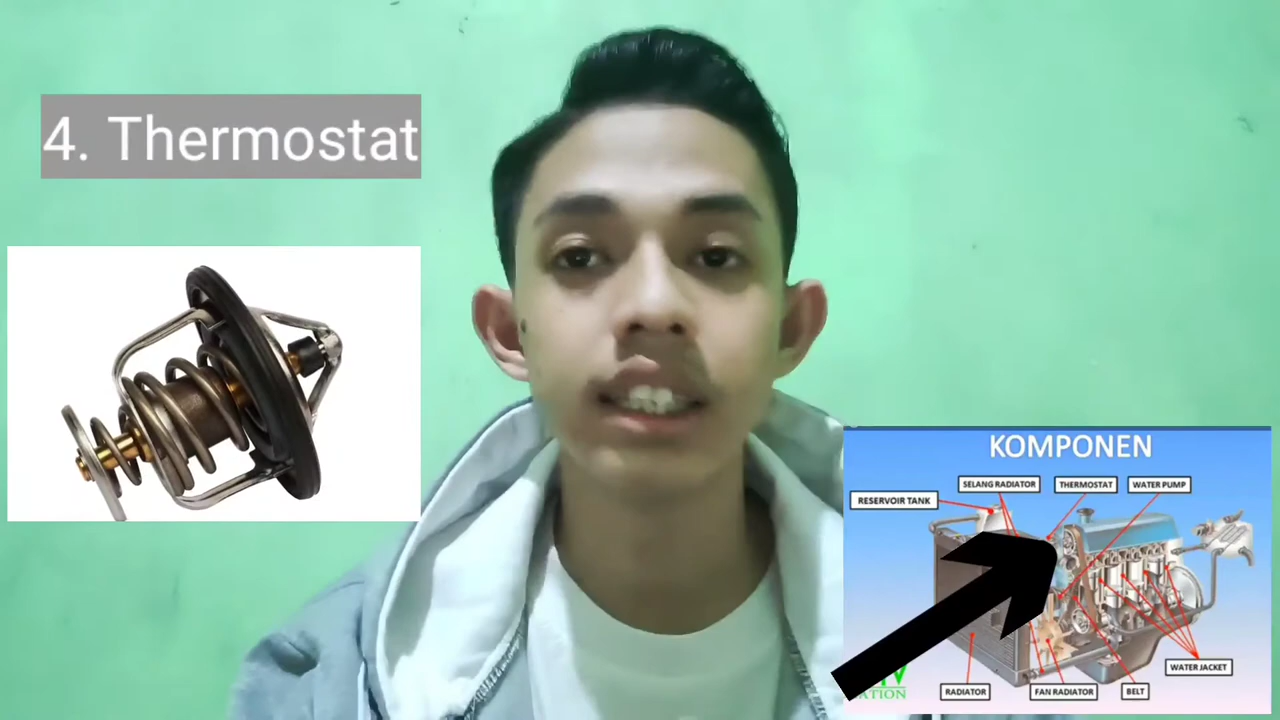 4. Thermostat
KOMPONEN
SELANG RADIATOR
THERMOSTAT
WATER PUMP
RESERVOIR TANK
WATER JACKET
RADIATOR
FAN RADIATOR
BELT